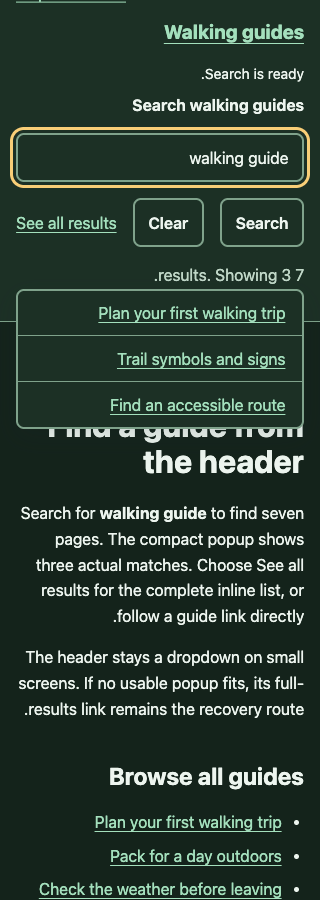 Walking guides
.Search is ready
Search walking guides
walking guide
See all results Clear Search
.results. Showing 3 7
Plan your first walking trip
Trail symbols and signs
Find an accessible route
Find a guide from
the header
Search for walking guide to find seven
pages. The compact popup shows
three actual matches. Choose See all
results for the complete inline list, or
.follow a guide link directly
The header stays a dropdown on small
screens. If no usable popup fits, its full-
.results link remains the recovery route
Browse all guides
Plan your first walking trip •
Pack for a day outdoors •
Check the weather before leaving •